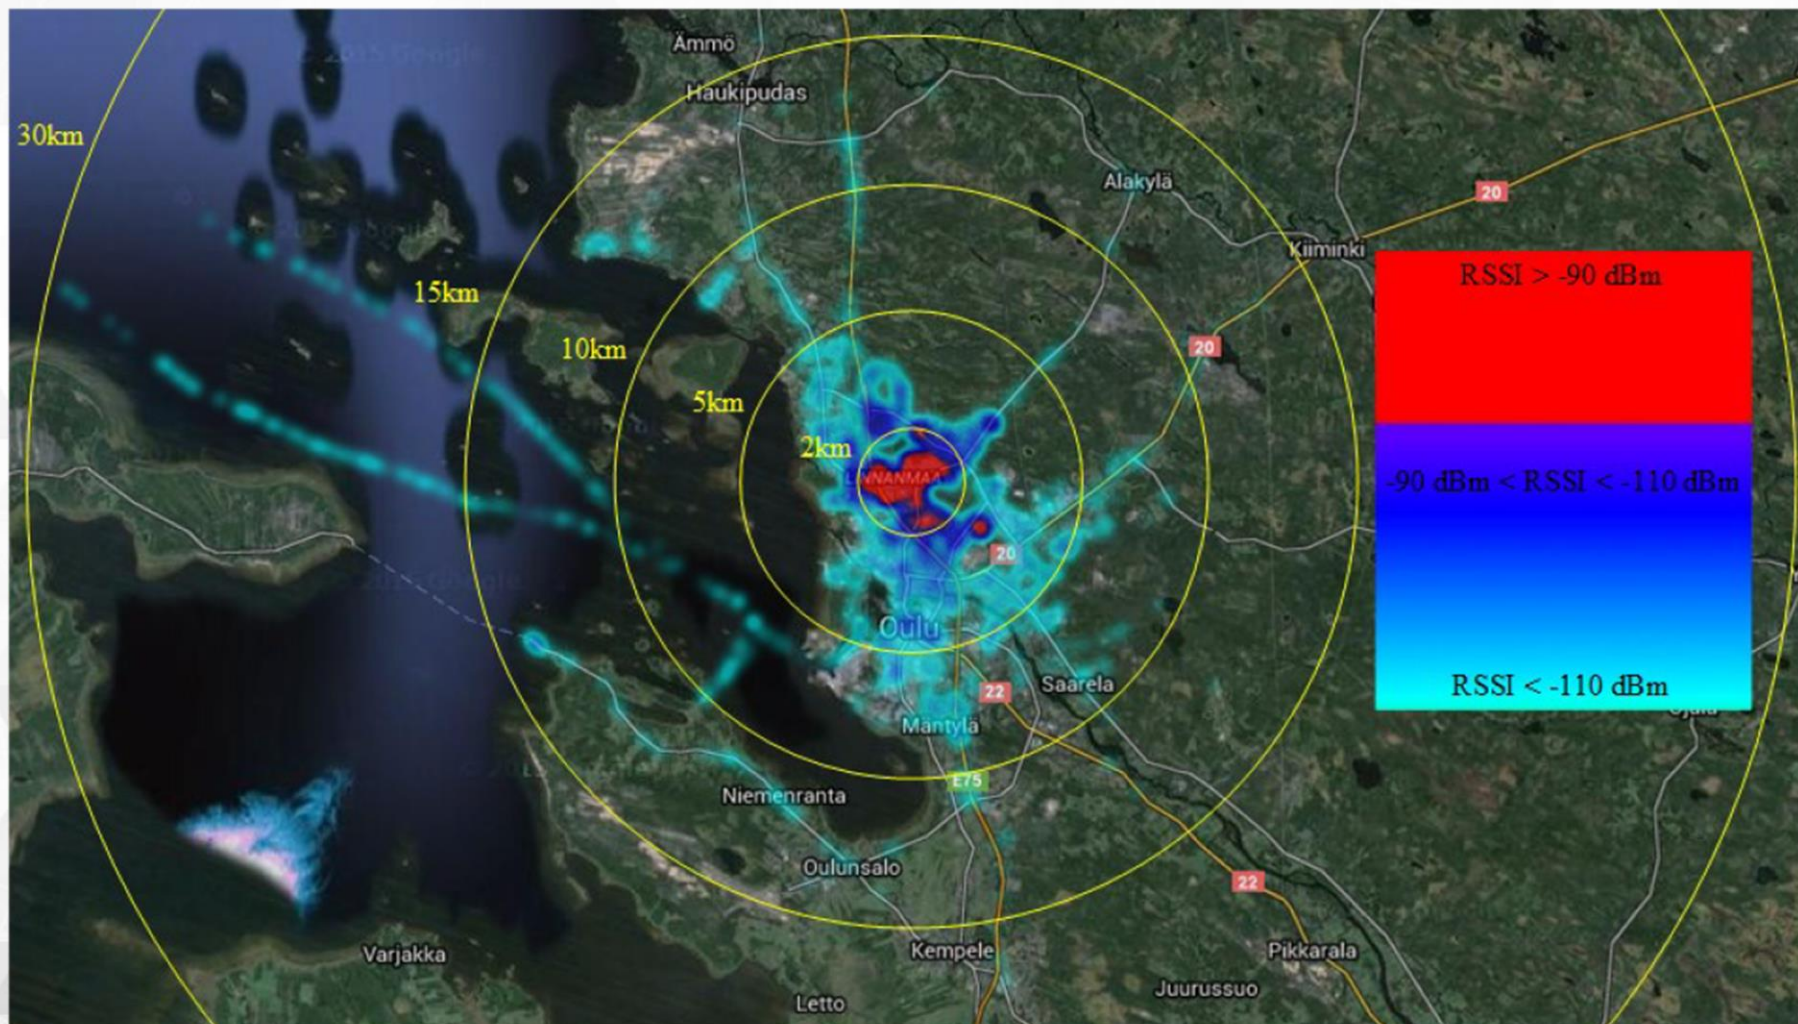 Ämmö
Haukipudas
30km
Alakylä
20
Kiiminki
RSSI > -90 dBm
15km
10km
20
5km
2km
LINNANMAA
-90 dBm < RSSI < -110 dBm
20
Oulu
22
Saarela
RSSI < -110 dBm
Mäntylä
E75
Niemenranta
Oulunsalo
22
Varjakka
Kempele
Pikkarala
Letto
Juurussuo